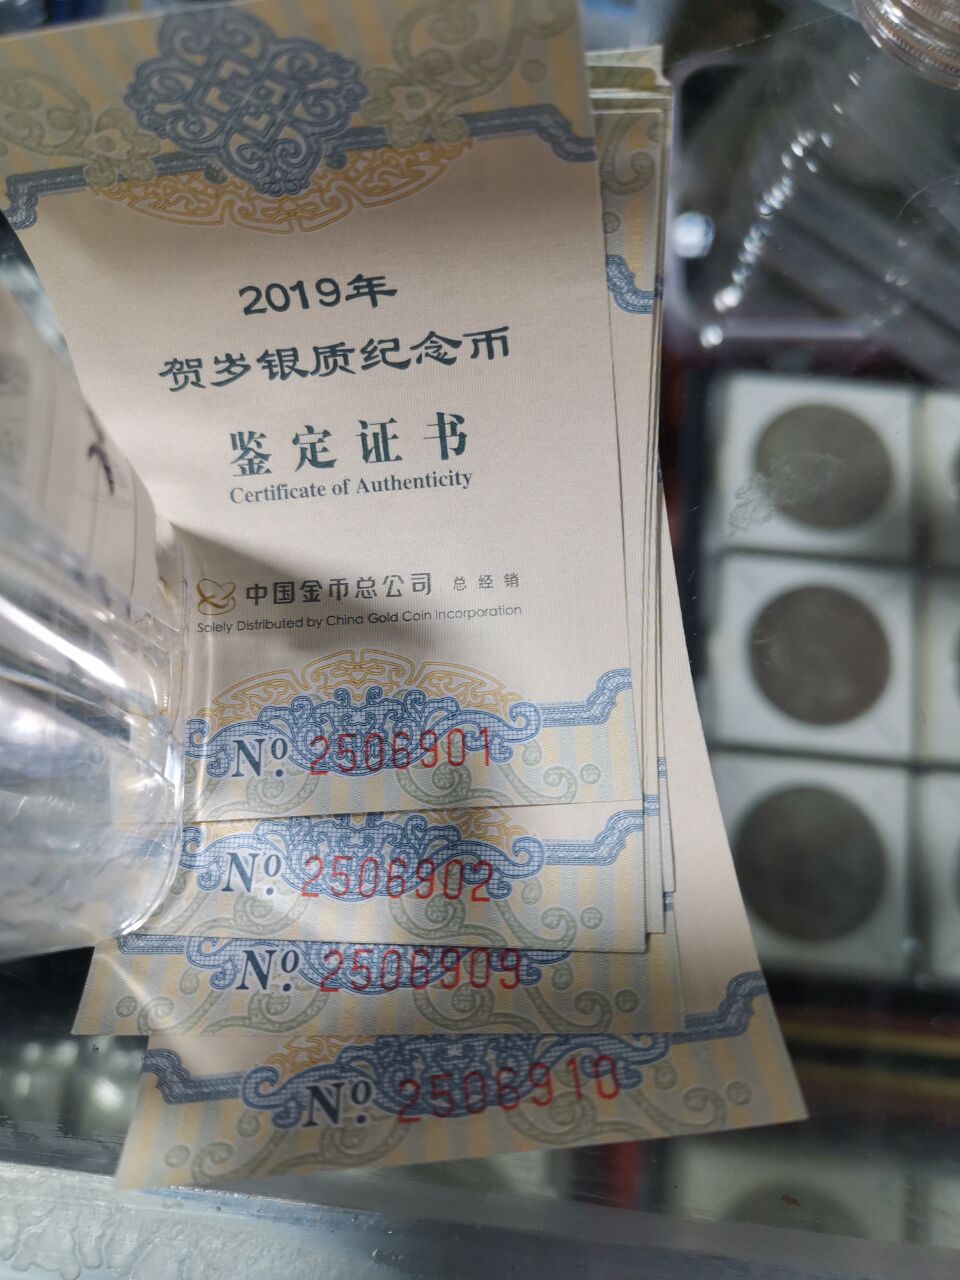 2019年
贺岁银质纪念币
鉴定证书
Certificate of Authenticity
中国金币总公司 总经销
Solely Distributed by China Gold Coin Incorporation
Nº. 2506901
Nº. 2506902
Nº. 2506909
Nº. 2506910